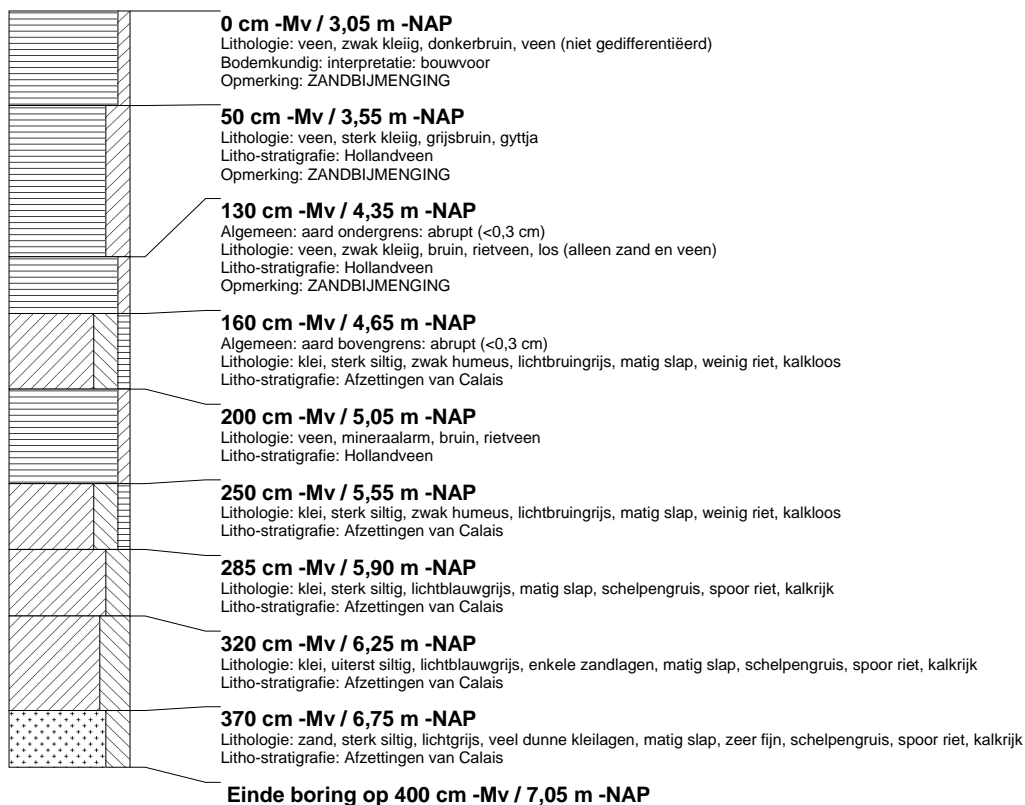 0 cm -Mv / 3,05 m -NAP
Lithologie: veen, zwak kleiig, donkerbruin, veen (niet gedifferentiëerd)
Bodemkundig: interpretatie: bouwvoor
Opmerking: ZANDBIJMENGING
50 cm -Mv / 3,55 m -NAP
Lithologie: veen, sterk kleiig, grijsbruin, gyttja
Litho-stratigrafie: Hollandveen
Opmerking: ZANDBIJMENGING
130 cm -Mv / 4,35 m -NAP
Algemeen: aard ondergrens: abrupt (<0,3 cm)
Lithologie: veen, zwak kleiig, bruin, rietveen, los (alleen zand en veen)
Litho-stratigrafie: Hollandveen
Opmerking: ZANDBIJMENGING
160 cm -Mv / 4,65 m -NAP
Algemeen: aard bovengrens: abrupt (<0,3 cm)
Lithologie: klei, sterk siltig, zwak humeus, lichtbruingrijs, matig slap, weinig riet, kalkloos
Litho-stratigrafie: Afzettingen van Calais
200 cm -Mv / 5,05 m -NAP
Lithologie: veen, mineraalarm, bruin, rietveen
Litho-stratigrafie: Hollandveen
250 cm -Mv / 5,55 m -NAP
Lithologie: klei, sterk siltig, zwak humeus, lichtbruingrijs, matig slap, weinig riet, kalkloos
Litho-stratigrafie: Afzettingen van Calais
285 cm -Mv / 5,90 m -NAP
Lithologie: klei, sterk siltig, lichtblauwgrijs, matig slap, schelpengruis, spoor riet, kalkrijk
Litho-stratigrafie: Afzettingen van Calais
320 cm -Mv / 6,25 m -NAP
Lithologie: klei, uiterst siltig, lichtblauwgrijs, enkele zandlagen, matig slap, schelpengruis, spoor riet, kalkrijk
Litho-stratigrafie: Afzettingen van Calais
370 cm -Mv / 6,75 m -NAP
Lithologie: zand, sterk siltig, lichtgrijs, veel dunne kleilagen, matig slap, zeer fijn, schelpengruis, spoor riet, kalkrijk
Litho-stratigrafie: Afzettingen van Calais
Einde boring op 400 cm -Mv / 7,05 m -NAP